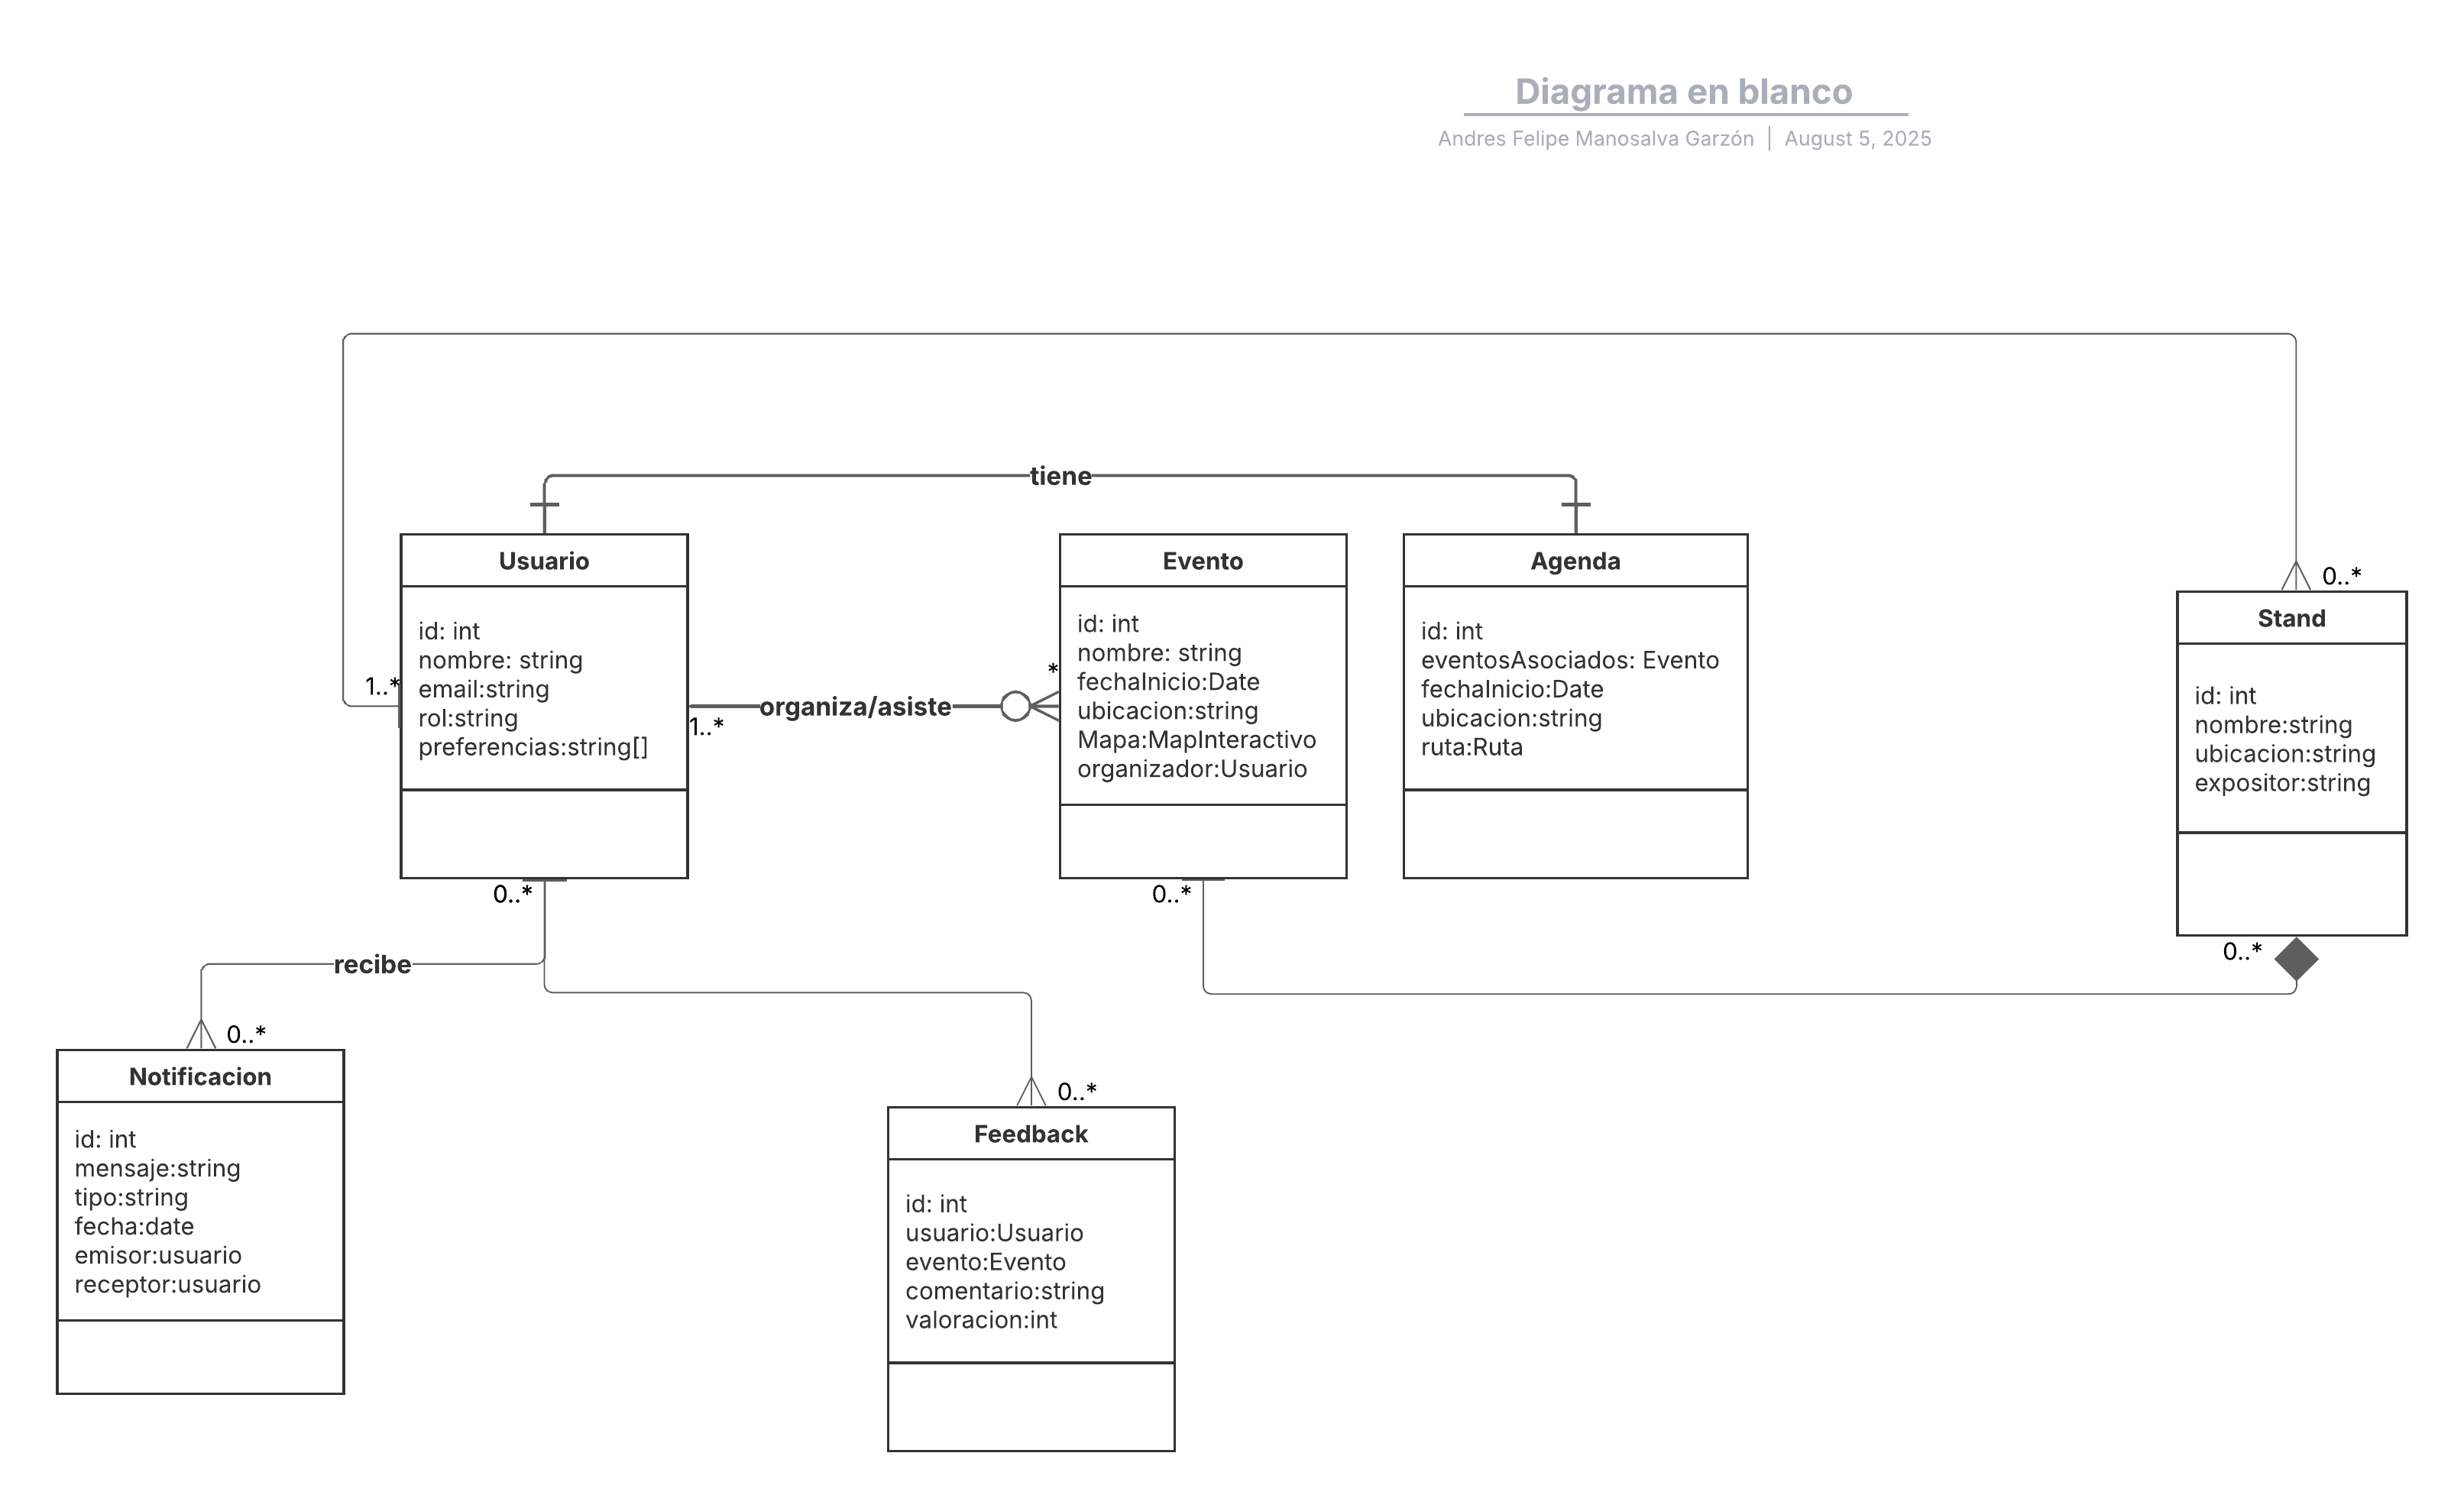 Diagrama en blanco
Andres Felipe Manosalva Garzón | August 5, 2025
tiene
Usuario
id: int
nombre: string
email:string
rol:string
preferencias:string[]
1..*
1..*
organiza/asiste
*
Evento
id: int
nombre: string
fechaInicio:Date
ubicacion:string
Mapa:MapInteractivo
organizador:Usuario
Agenda
id: int
eventosAsociados: Evento
fechaInicio:Date
ubicacion:string
ruta:Ruta
0..*
Stand
id: int
nombre:string
ubicacion:string
expositor:string
0..*
0..*
0..*
recibe
0..*
Notificacion
id: int
mensaje:string
tipo:string
fecha:date
emisor:usuario
receptor:usuario
0..*
Feedback
id: int
usuario:Usuario
evento:Evento
comentario:string
valoracion:int